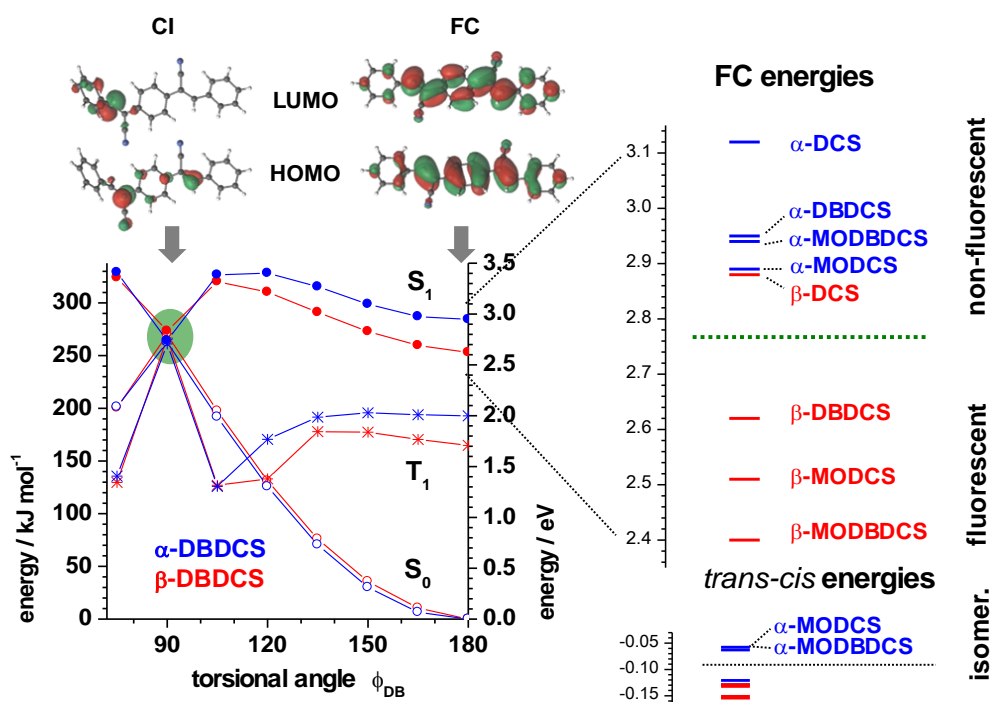 CI
FC
LUMO
HOMO
FC energies
3.1
3.0
2.9
2.8
2.7
2.6
2.5
2.4
α-DCS
α-DBDCS
α-MODBDCS
α-MODCS
β-DCS
β-DBDCS
β-MODCS
β-MODBDCS
non-fluorescent
fluorescent
energy / kJ mol⁻¹
300
250
200
150
100
50
0
90
120
150
180
torsional angle ϕDB
3.5
3.0
2.5
2.0
1.5
1.0
0.5
0.0
energy / eV
S₁
T₁
S₀
α-DBDCS
β-DBDCS
trans-cis energies
-0.05
-0.10
-0.15
α-MODCS
α-MODBDCS
isomer.